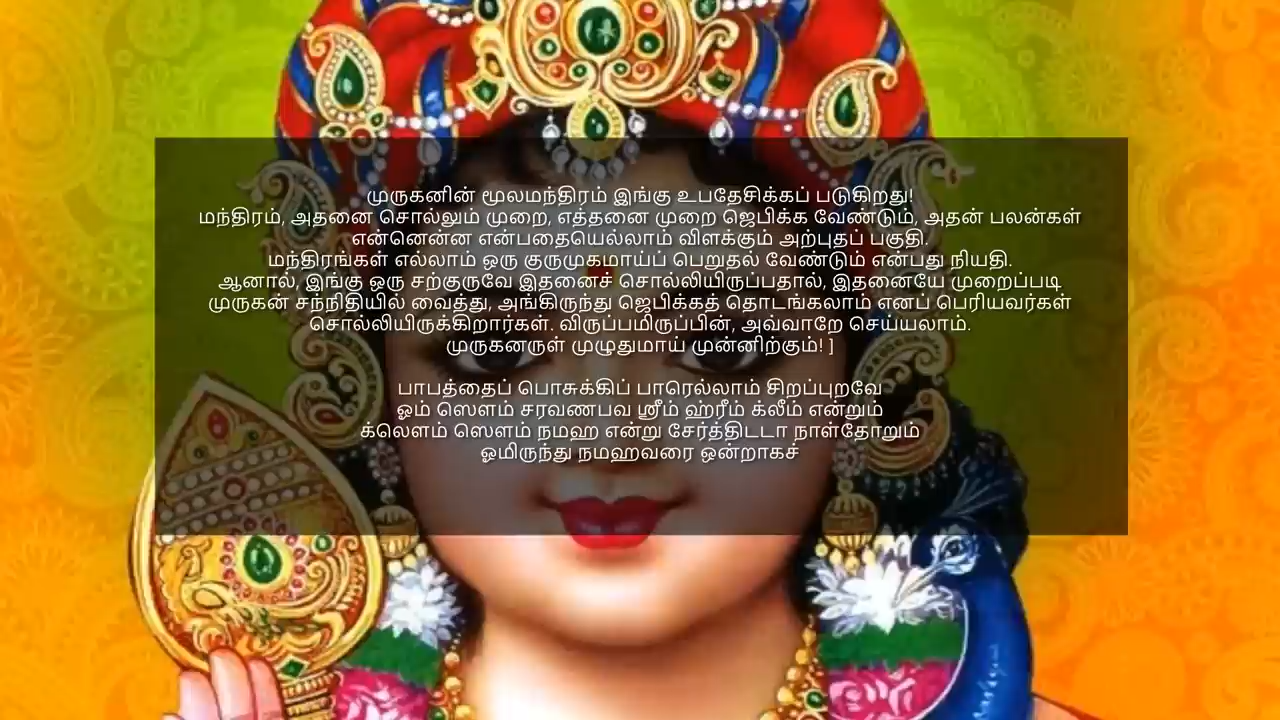 முருகனின் மூலமந்திரம் இங்கு உபதேசிக்கப் படுகிறது!
மந்திரம், அதனை சொல்லும் முறை, எத்தனை முறை ஜெபிக்க வேண்டும், அதன் பலன்கள்
என்னென்ன என்பதையெல்லாம் விளக்கும் அற்புதப் பகுதி.
மந்திரங்கள் எல்லாம் ஒரு குருமுகமாய்ப் பெறுதல் வேண்டும் என்பது நியதி.
ஆனால், இங்கு ஒரு சற்குருவே இதனைச் சொல்லியிருப்பதால், இதனையே முறைப்படி
முருகன் சந்நிதியில் வைத்து, அங்கிருந்து ஜெபிக்கத் தொடங்கலாம் எனப் பெரியவர்கள்
சொல்லியிருக்கிறார்கள். விருப்பமிருப்பின், அவ்வாறே செய்யலாம்.
முருகனருள் முழுதுமாய் முன்னிற்கும்! ]
பாபத்தைப் பொசுக்கிப் பாரெல்லாம் சிறப்புறவே
ஓம் ஸௌம் சரவணபவ ஸ்ரீம் ஹ்ரீம் க்லீம் என்றும்
க்லௌம் ஸௌம் நமஹ என்று சேர்த்திடடா நாள்தோறும்
ஓமிருந்து நமஹவரை ஒன்றாகச்